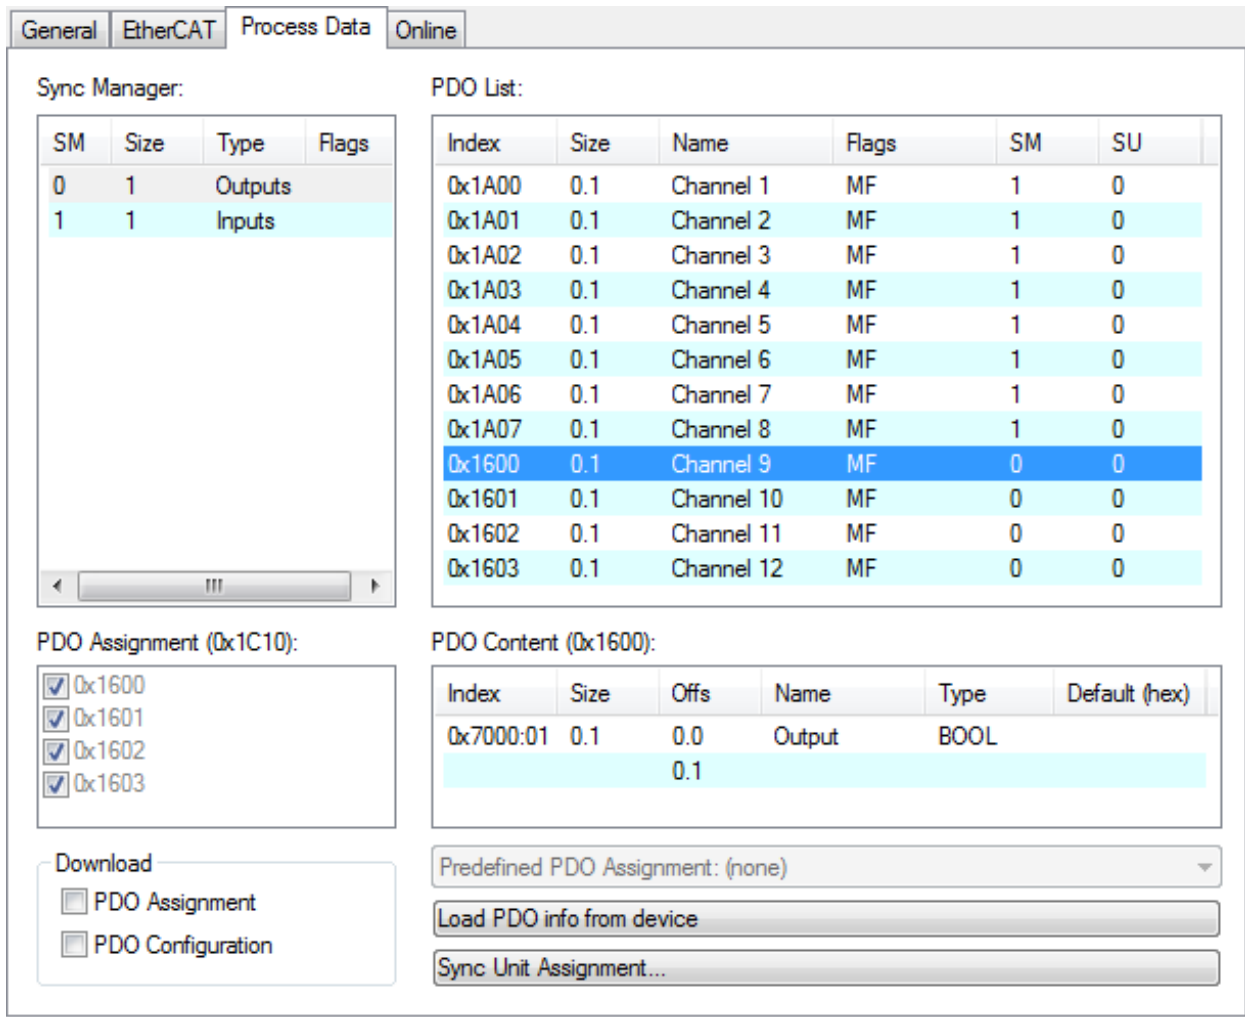 General EtherCAT Process Data Online
Sync Manager:
SM Size Type Flags
0 1 Outputs
1 1 Inputs
PDO List:
Index Size Name Flags SM SU
0x1A00 0.1 Channel 1 MF 1 0
0x1A01 0.1 Channel 2 MF 1 0
0x1A02 0.1 Channel 3 MF 1 0
0x1A03 0.1 Channel 4 MF 1 0
0x1A04 0.1 Channel 5 MF 1 0
0x1A05 0.1 Channel 6 MF 1 0
0x1A06 0.1 Channel 7 MF 1 0
0x1A07 0.1 Channel 8 MF 1 0
0x1600 0.1 Channel 9 MF 0 0
0x1601 0.1 Channel 10 MF 0 0
0x1602 0.1 Channel 11 MF 0 0
0x1603 0.1 Channel 12 MF 0 0
PDO Assignment (0x1C10):
0x1600
0x1601
0x1602
0x1603
PDO Content (0x1600):
Index Size Offs Name Type Default (hex)
0x7000:01 0.1 0.0 Output BOOL
0.1
Download
PDO Assignment
PDO Configuration
Predefined PDO Assignment: (none)
Load PDO info from device
Sync Unit Assignment...